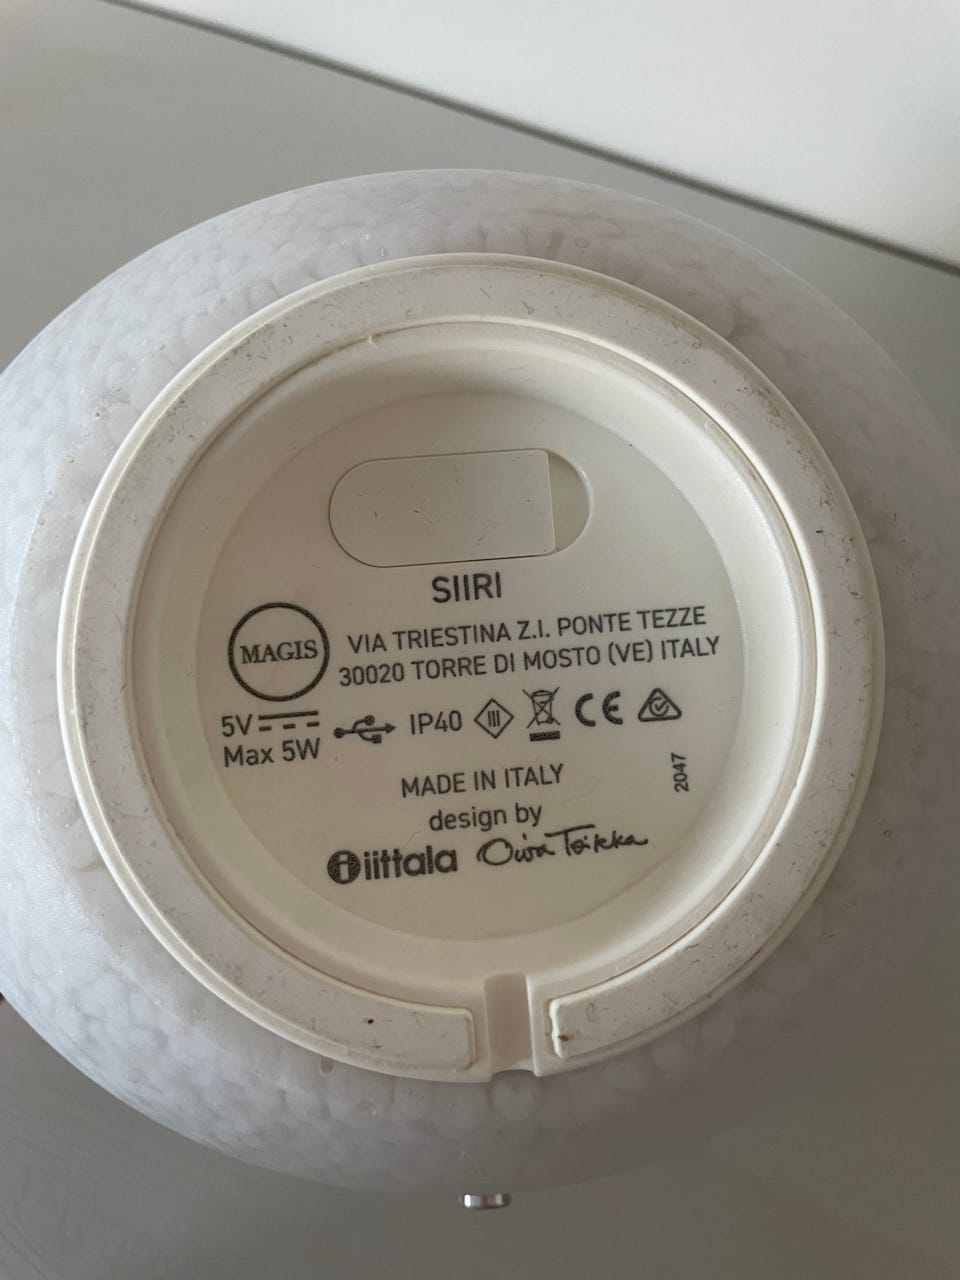 SIIRI
MAGIS
VIA TRIESTINA Z.I. PONTE TEZZE
30020 TORRE DI MOSTO (VE) ITALY
5V
Max 5W
IP40
III
CE
MADE IN ITALY
2047
design by
iittala Oiva Toikka